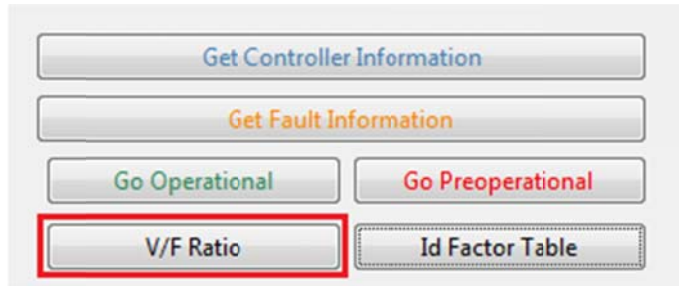 Get Controller Information
Get Fault Information
Go Operational
Go Preoperational
V/F Ratio
Id Factor Table